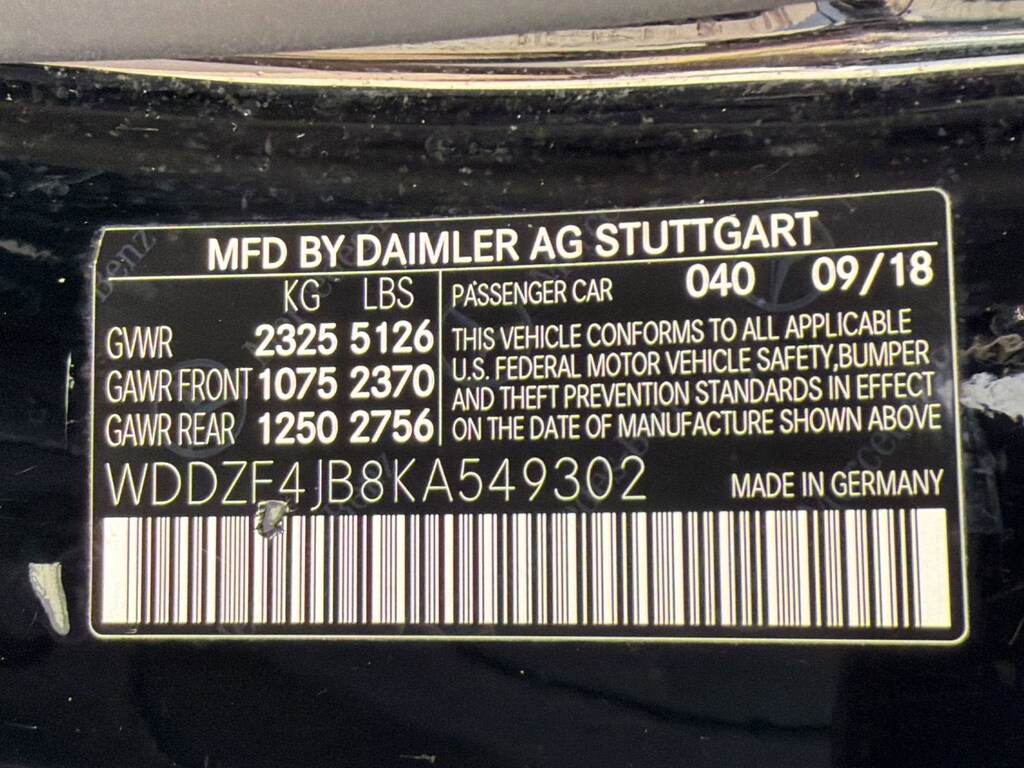 MFD BY DAIMLER AG STUTTGART
KG LBS
GVWR 2325 5126
GAWR FRONT 1075 2370
GAWR REAR 1250 2756
PASSENGER CAR 040 09/18
THIS VEHICLE CONFORMS TO ALL APPLICABLE
U.S. FEDERAL MOTOR VEHICLE SAFETY,BUMPER
AND THEFT PREVENTION STANDARDS IN EFFECT
ON THE DATE OF MANUFACTURE SHOWN ABOVE
WDDZF4JB8KA549302
MADE IN GERMANY